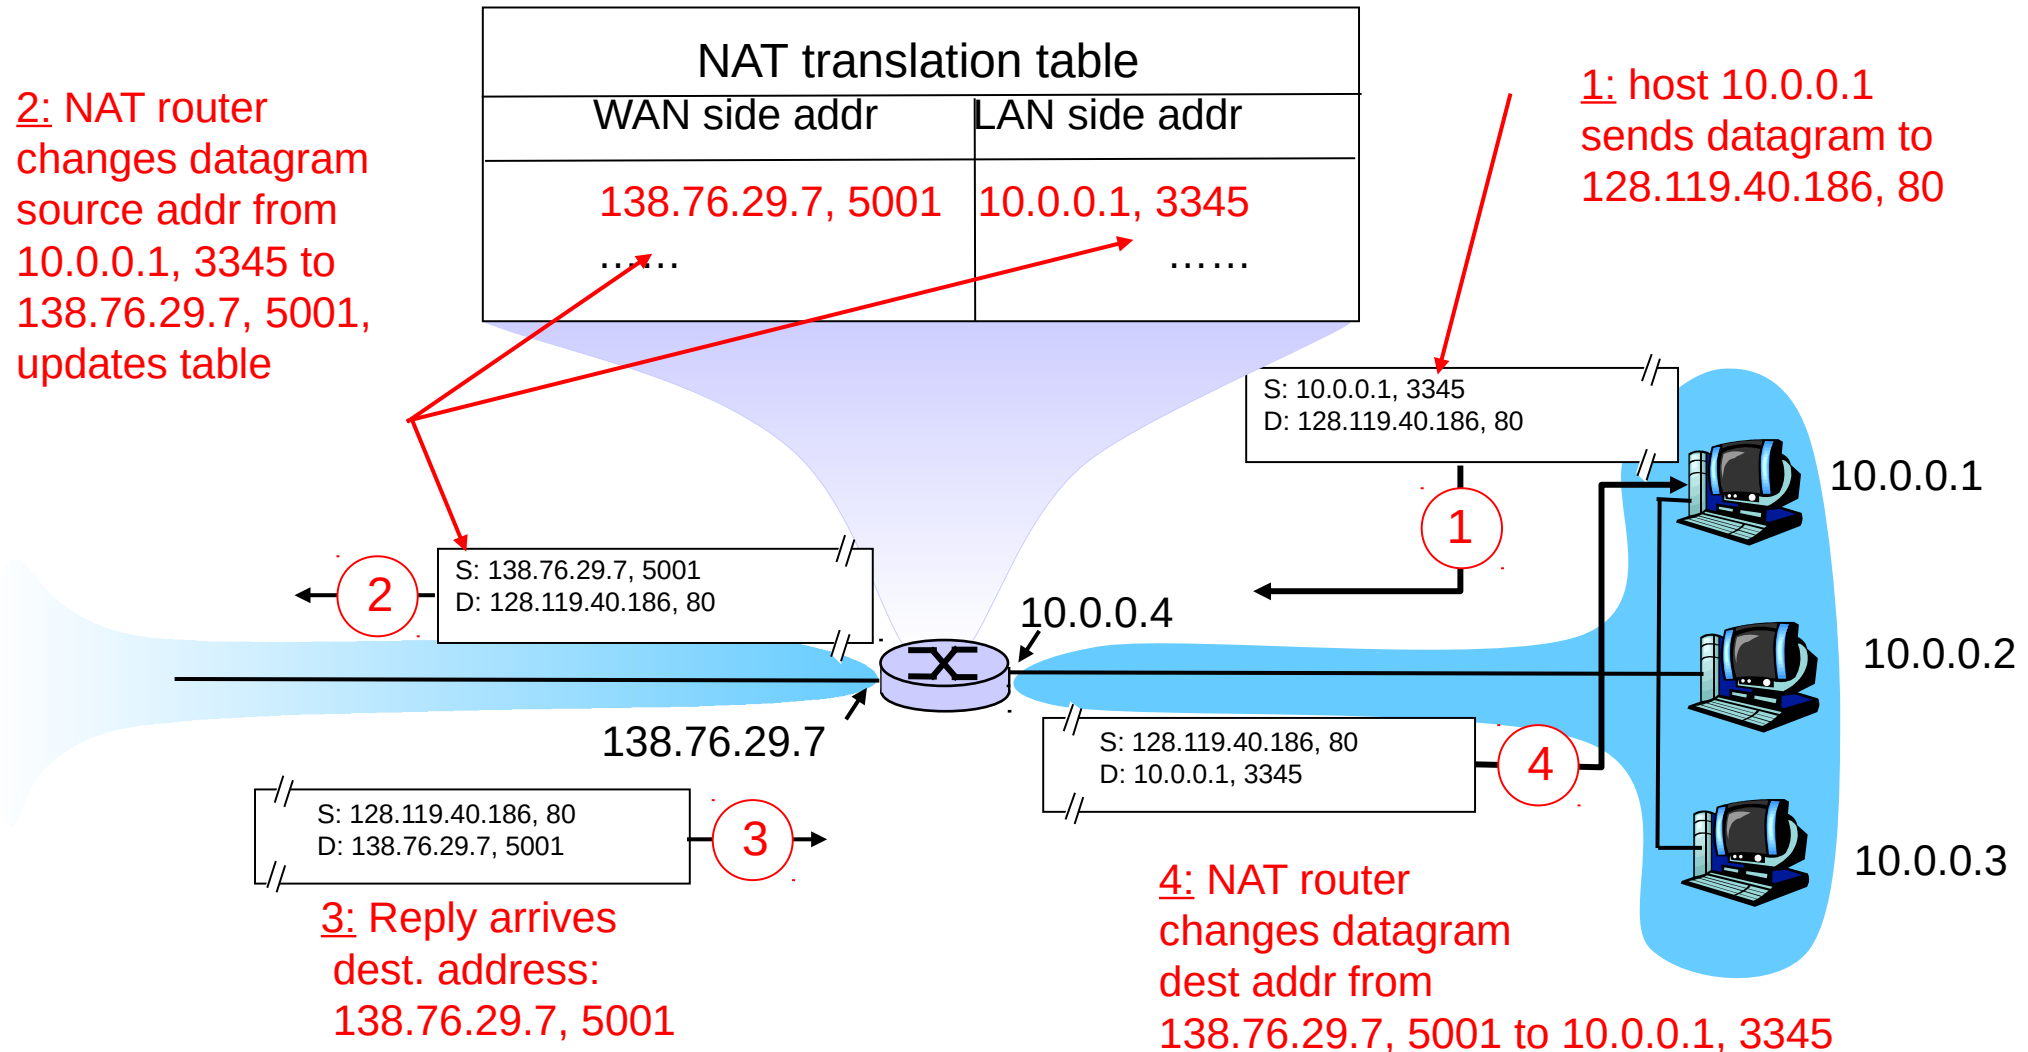 NAT translation table
WAN side addr LAN side addr
138.76.29.7, 5001 10.0.0.1, 3345
…… ……
2: NAT router
changes datagram
source addr from
10.0.0.1, 3345 to
138.76.29.7, 5001,
updates table
1: host 10.0.0.1
sends datagram to
128.119.40.186, 80
S: 10.0.0.1, 3345
D: 128.119.40.186, 80
1
10.0.0.1
S: 138.76.29.7, 5001
D: 128.119.40.186, 80
2
10.0.0.4
10.0.0.2
138.76.29.7
S: 128.119.40.186, 80
D: 10.0.0.1, 3345
4
S: 128.119.40.186, 80
D: 138.76.29.7, 5001
3
10.0.0.3
3: Reply arrives
dest. address:
138.76.29.7, 5001
4: NAT router
changes datagram
dest addr from
138.76.29.7, 5001 to 10.0.0.1, 3345